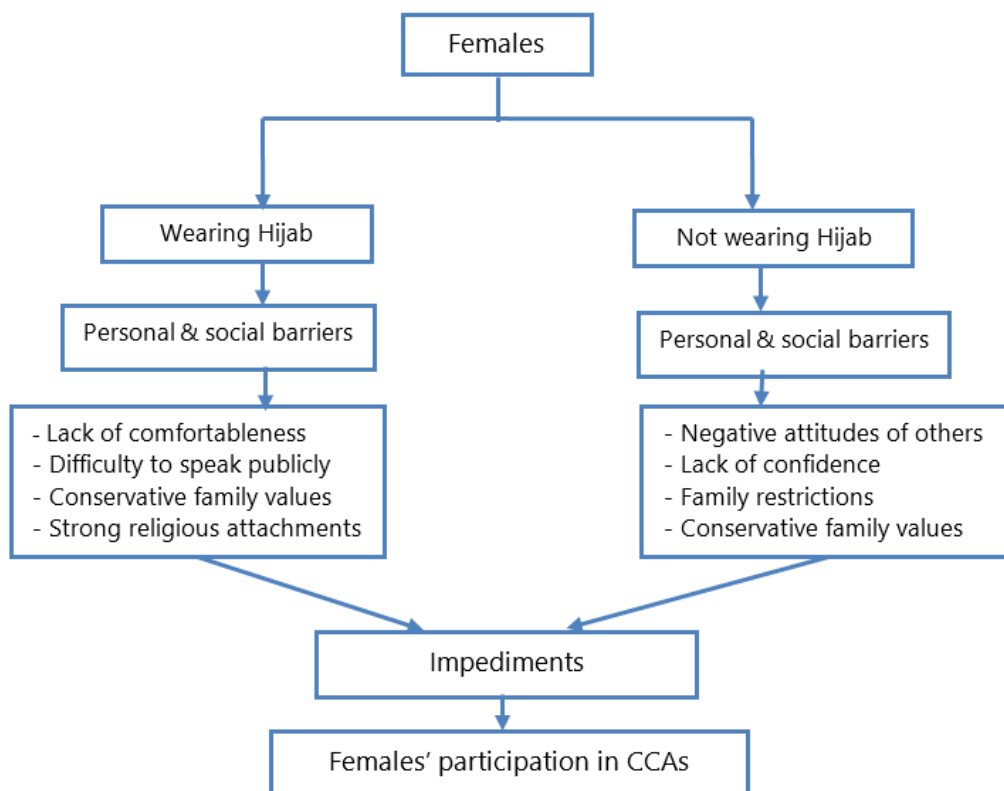 Females
Wearing Hijab
Not wearing Hijab
Personal & social barriers
Personal & social barriers
- Lack of comfortableness
- Difficulty to speak publicly
- Conservative family values
- Strong religious attachments
- Negative attitudes of others
- Lack of confidence
- Family restrictions
- Conservative family values
Impediments
Females’ participation in CCAs